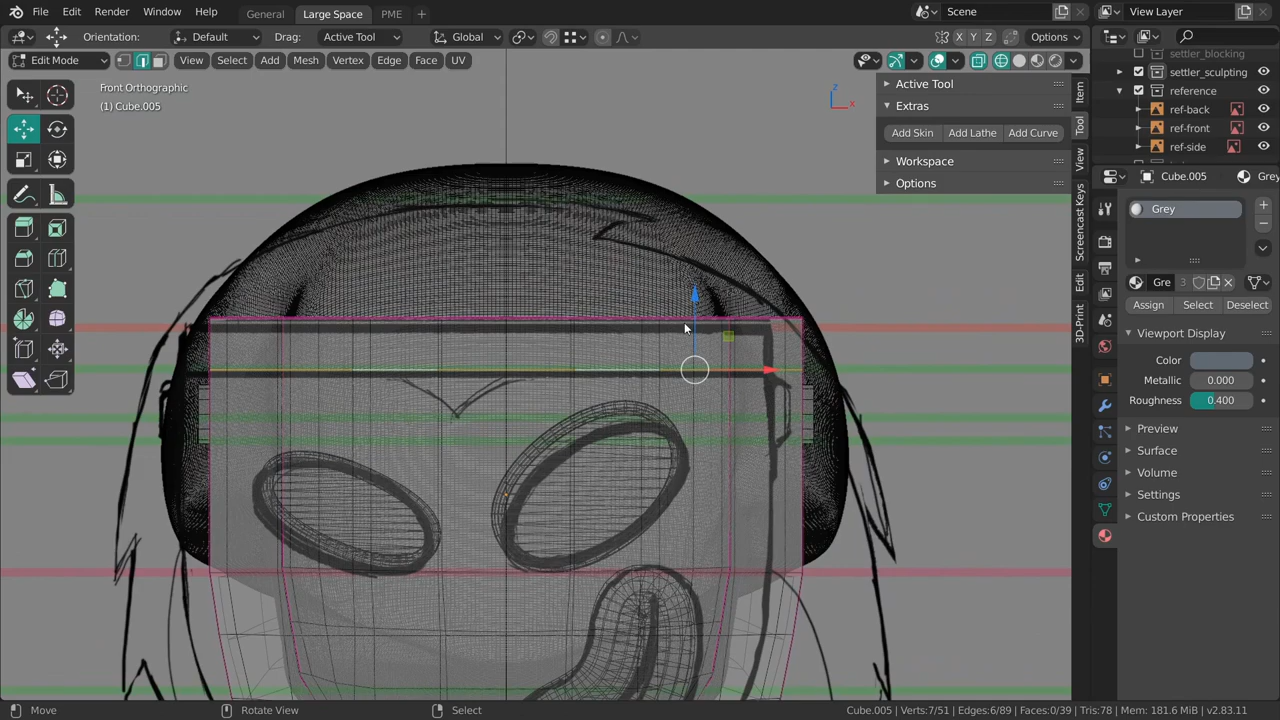 File Edit Render Window Help General Large Space PME + Scene View Layer
Orientation: Default Drag: Active Tool Global X Y Z Options
Edit Mode View Select Add Mesh Vertex Edge Face UV
settler_blocking
settler_sculpting
reference
ref-back
ref-front
ref-side
Front Orthographic
(1) Cube.005
z
x
Active Tool
Extras
Add Skin Add Lathe Add Curve
Workspace
Options
Item
Tool
View
Screencast Keys
Edit
3D-Print
Cube.005 Grey
Grey
Gre 3
Assign Select Deselect
Viewport Display
Color
Metallic 0.000
Roughness 0.400
Preview
Surface
Volume
Settings
Custom Properties
Move Rotate View Select Cube.005 | Verts:7/51 | Edges:6/89 | Faces:0/39 | Tris:78 | Mem: 181.6 MiB | v2.83.11